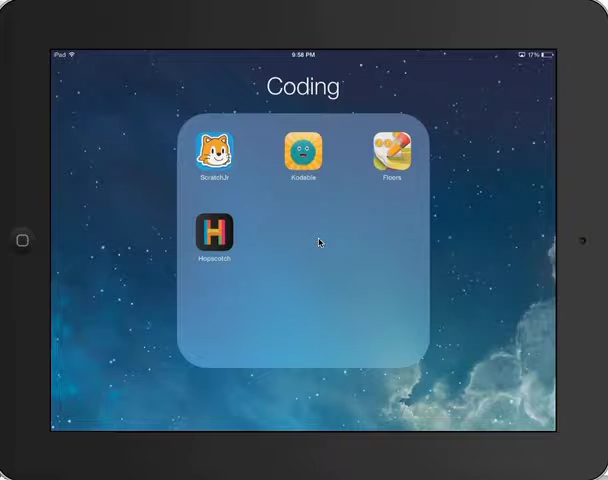 iPad 9:58 PM 17%
Coding
ScratchJr Kodable Floors
H
Hopscotch